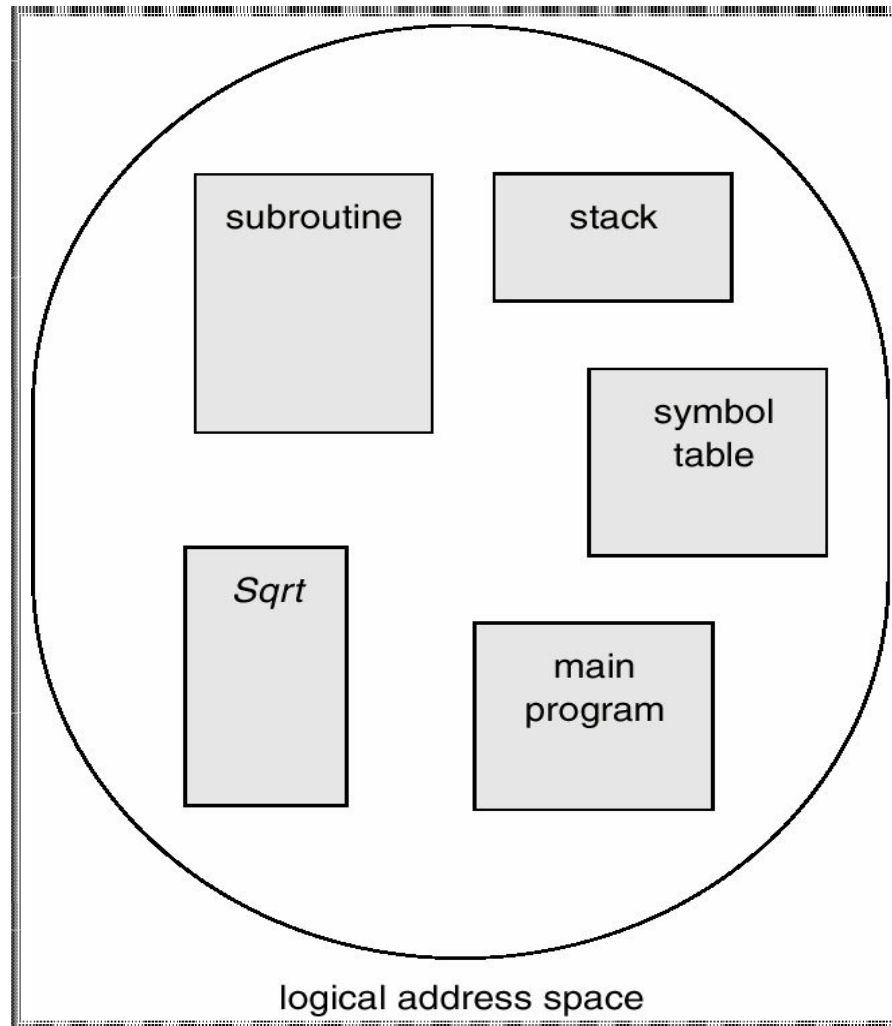 subroutine
stack
symbol
table
Sqrt
main
program
logical address space